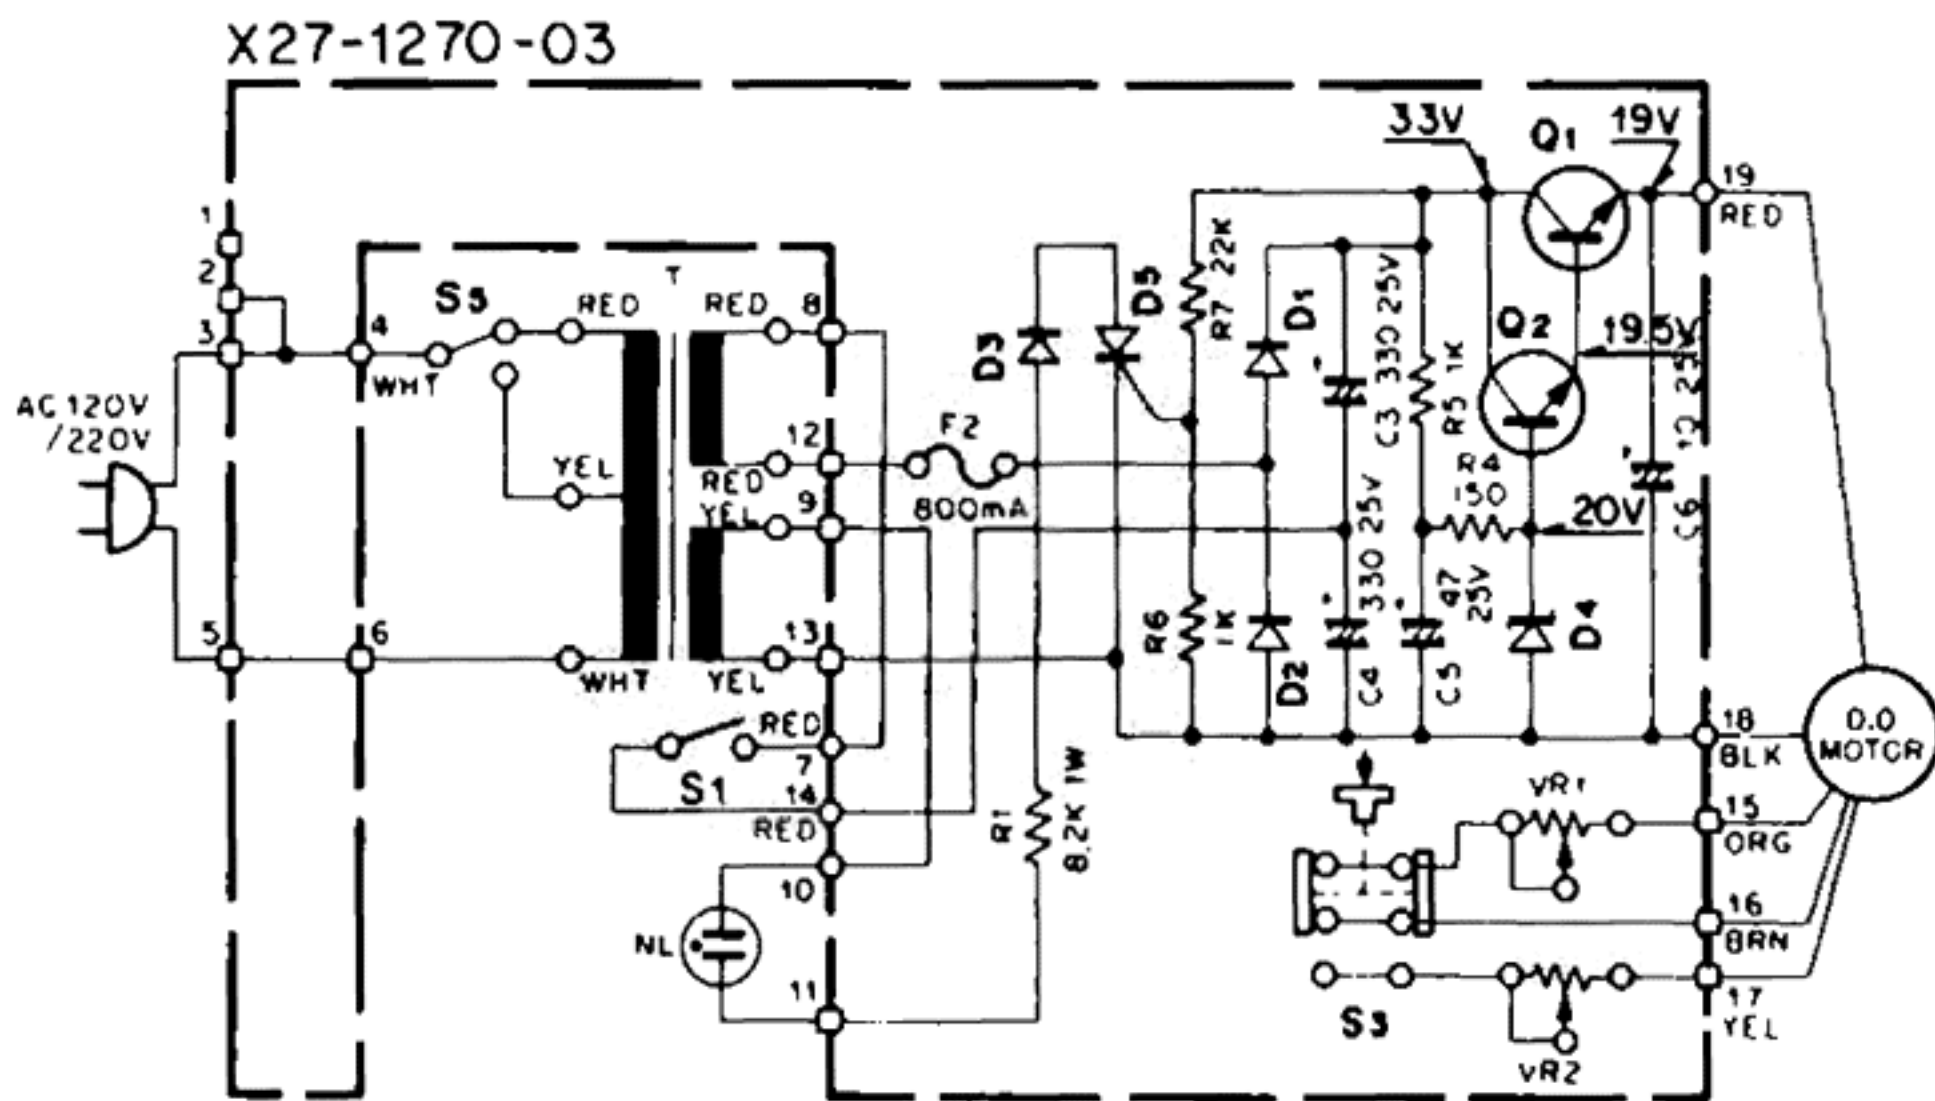 X27-1270-03
33V
Q1
19V
19
RED
1
2
3
4
S5
RED
T
RED
8
WHT
AC 120V
/220V
YEL
12
RED
F2
800mA
YEL
9
D3
D5
R7 22K
D1
C3 330 25V
R5 1K
Q2
19.5V
R4
150
20V
C6
5
6
WHT
YEL
13
R6
1K
D2
C4 330 25V
C5
47
25V
D4
RED
S1
7
14
RED
R1
8.2K 1W
10
NL
11
18
BLK
D.D
MOTOR
VR1
15
ORG
16
BRN
S3
VR2
17
YEL